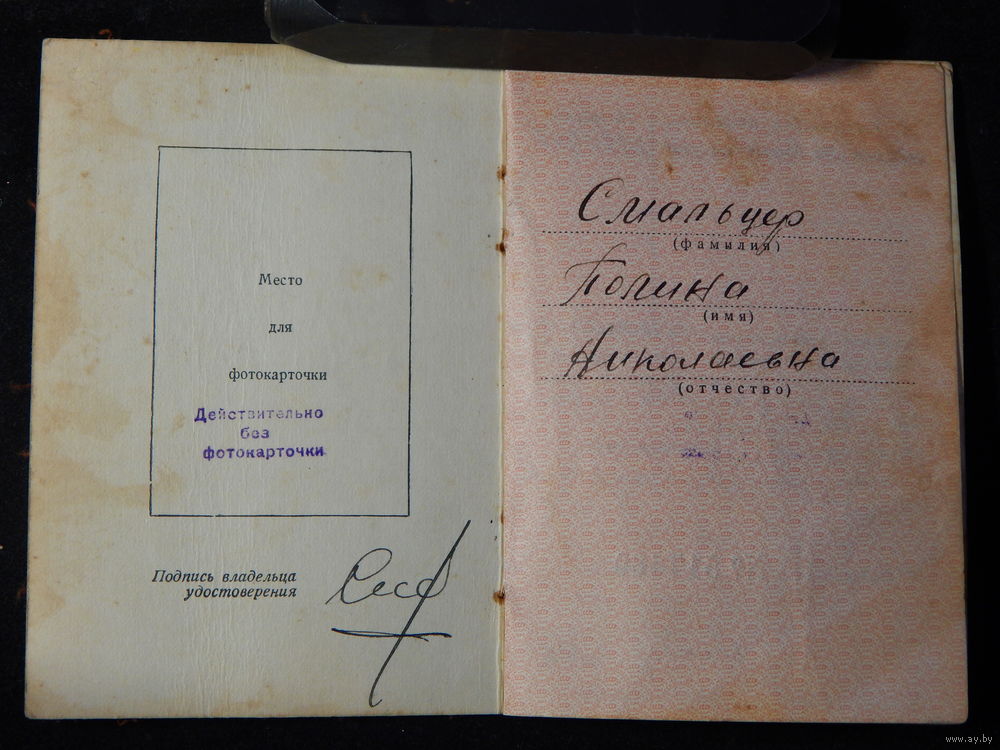 Место
для
фотокарточки
Действительно
без
фотокарточки
Подпись владельца
удостоверения
Смальцер
(фамилия)
Полина
(имя)
Николаевна
(отчество)
www.ay.by